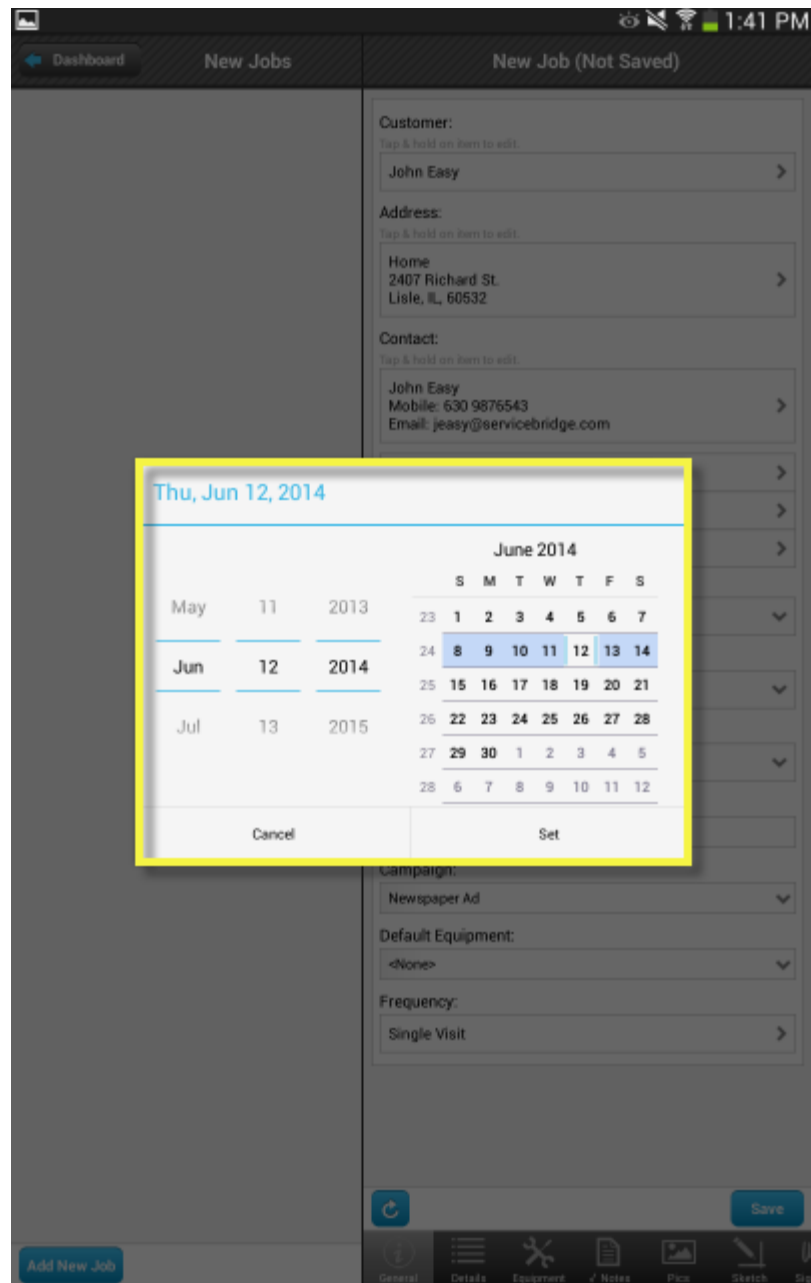 1:41 PM
Dashboard
New Jobs
New Job (Not Saved)
Customer:
Tap & hold on item to edit.
John Easy
Address:
Tap & hold on item to edit.
Home
2407 Richard St.
Lisle, IL, 60532
Contact:
Tap & hold on item to edit.
John Easy
Mobile: 630 9876543
Email: jeasy@servicebridge.com
Thu, Jun 12, 2014
May 11 2013
Jun 12 2014
Jul 13 2015
June 2014
S M T W T F S
23 1 2 3 4 5 6 7
24 8 9 10 11 12 13 14
25 15 16 17 18 19 20 21
26 22 23 24 25 26 27 28
27 29 30 1 2 3 4 5
28 6 7 8 9 10 11 12
Cancel
Set
Campaign:
Newspaper Ad
Default Equipment:
<None>
Frequency:
Single Visit
Save
Add New Job
General
Details
Equipment
√ Notes
Pics
Sketch